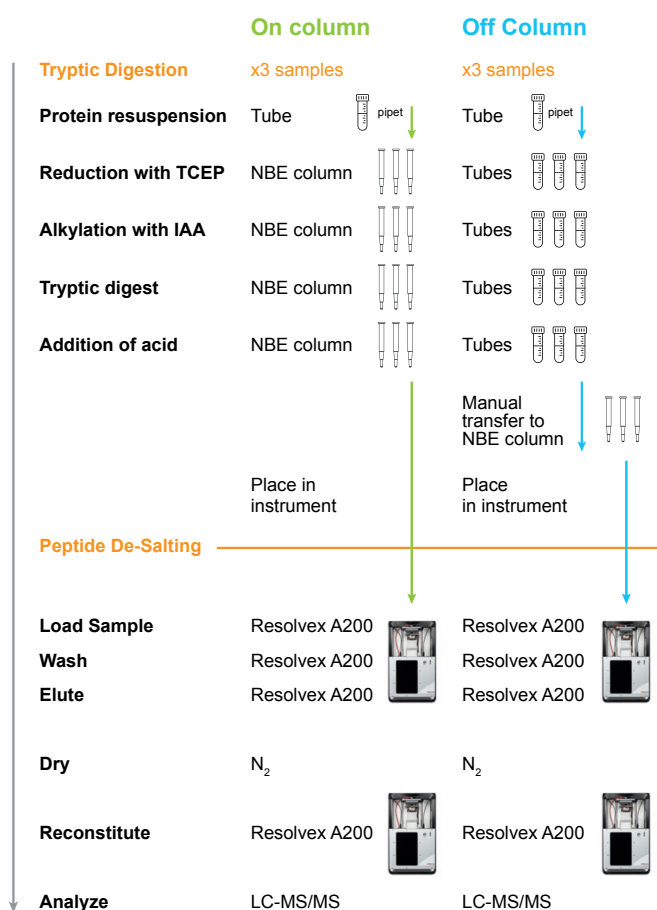 On column Off Column
Tryptic Digestion x3 samples x3 samples
Protein resuspension Tube pipet Tube pipet
Reduction with TCEP NBE column Tubes
Alkylation with IAA NBE column Tubes
Tryptic digest NBE column Tubes
Addition of acid NBE column Tubes
Manual
transfer to
NBE column
Place in Place
instrument in instrument
Peptide De-Salting
Load Sample Resolvex A200 Resolvex A200
Wash Resolvex A200 Resolvex A200
Elute Resolvex A200 Resolvex A200
Dry N₂ N₂
Reconstitute Resolvex A200 Resolvex A200
Analyze LC-MS/MS LC-MS/MS